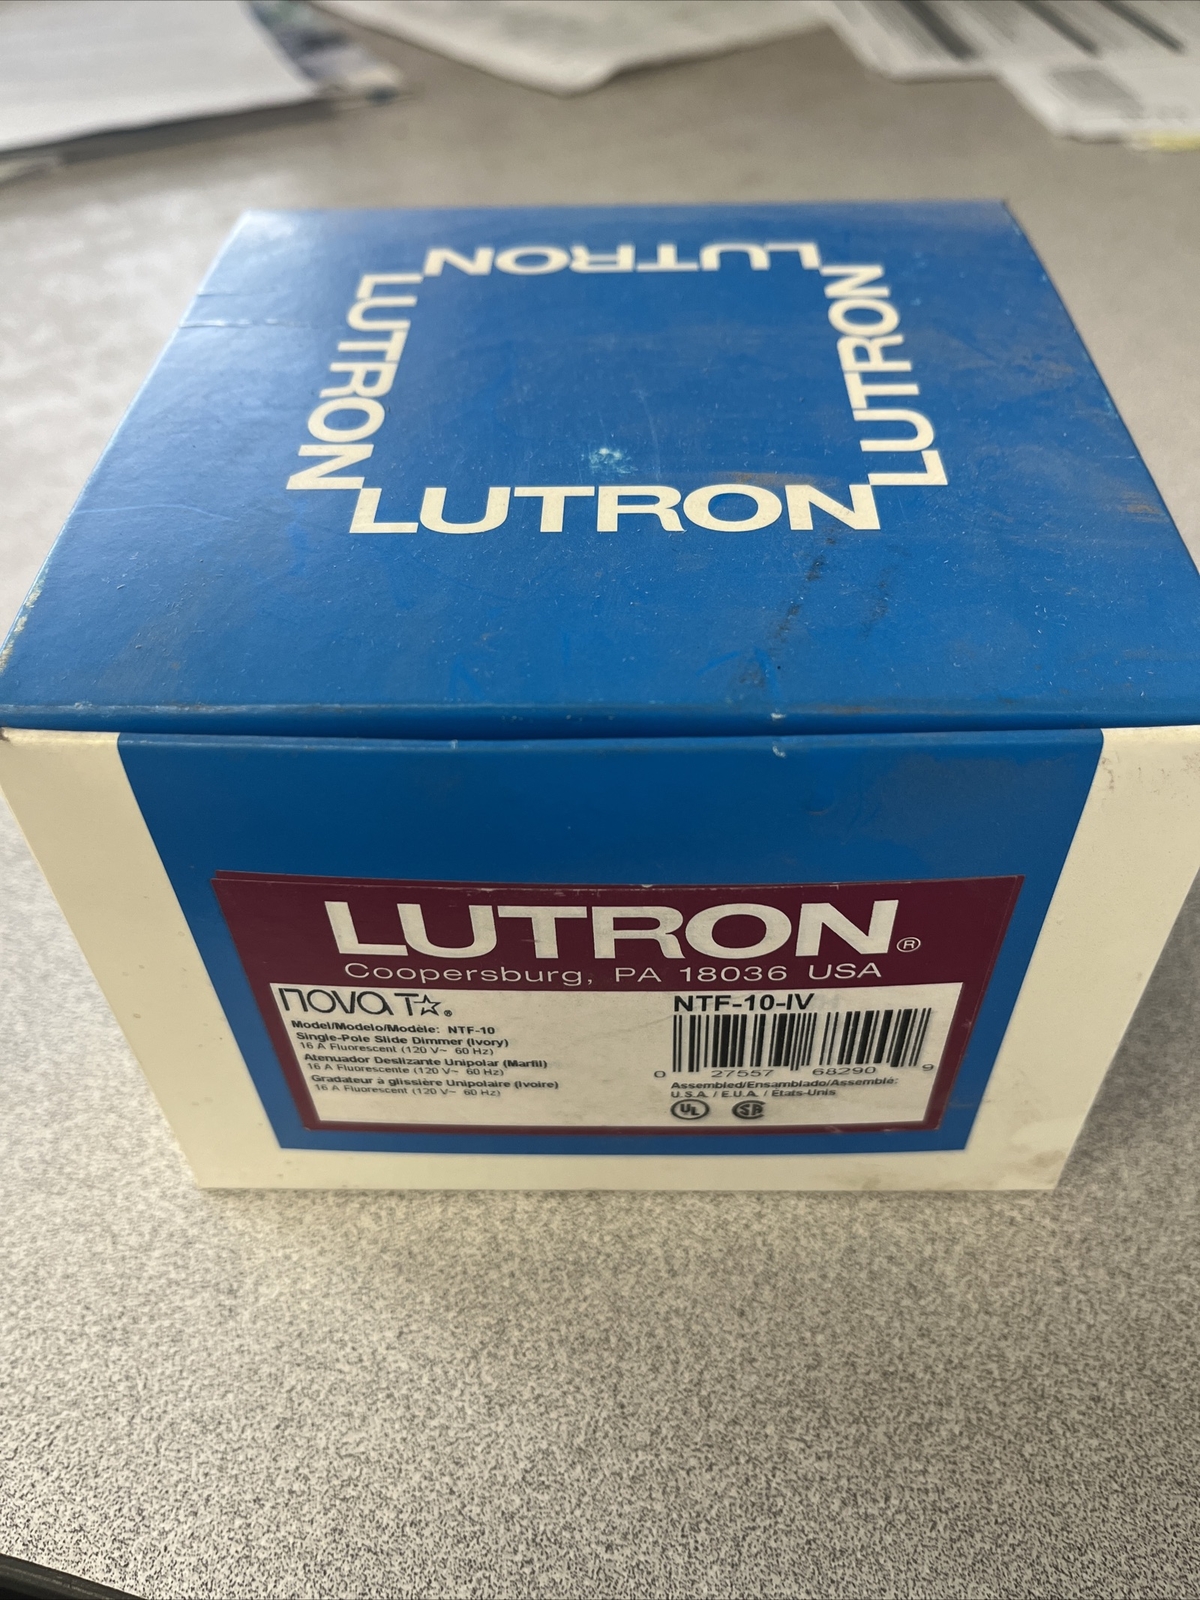 LUTRON
LUTRON
LUTRON
LUTRON
LUTRON®
Coopersburg, PA 18036 USA
nova T☆®
Model/Modelo/Modèle: NTF-10
Single-Pole Slide Dimmer (Ivory)
16 A Fluorescent (120 V~ 60 Hz)
Atenuador Deslizante Unipolar (Marfil)
16 A Fluorescente (120 V~ 60 Hz)
Gradateur à glissière Unipolaire (Ivoire)
16 A Fluorescent (120 V~ 60 Hz)
NTF-10-IV
0 27557 68290 9
Assembled/Ensamblado/Assemblé:
U.S.A. / E.U.A. / États-Unis
UL SA